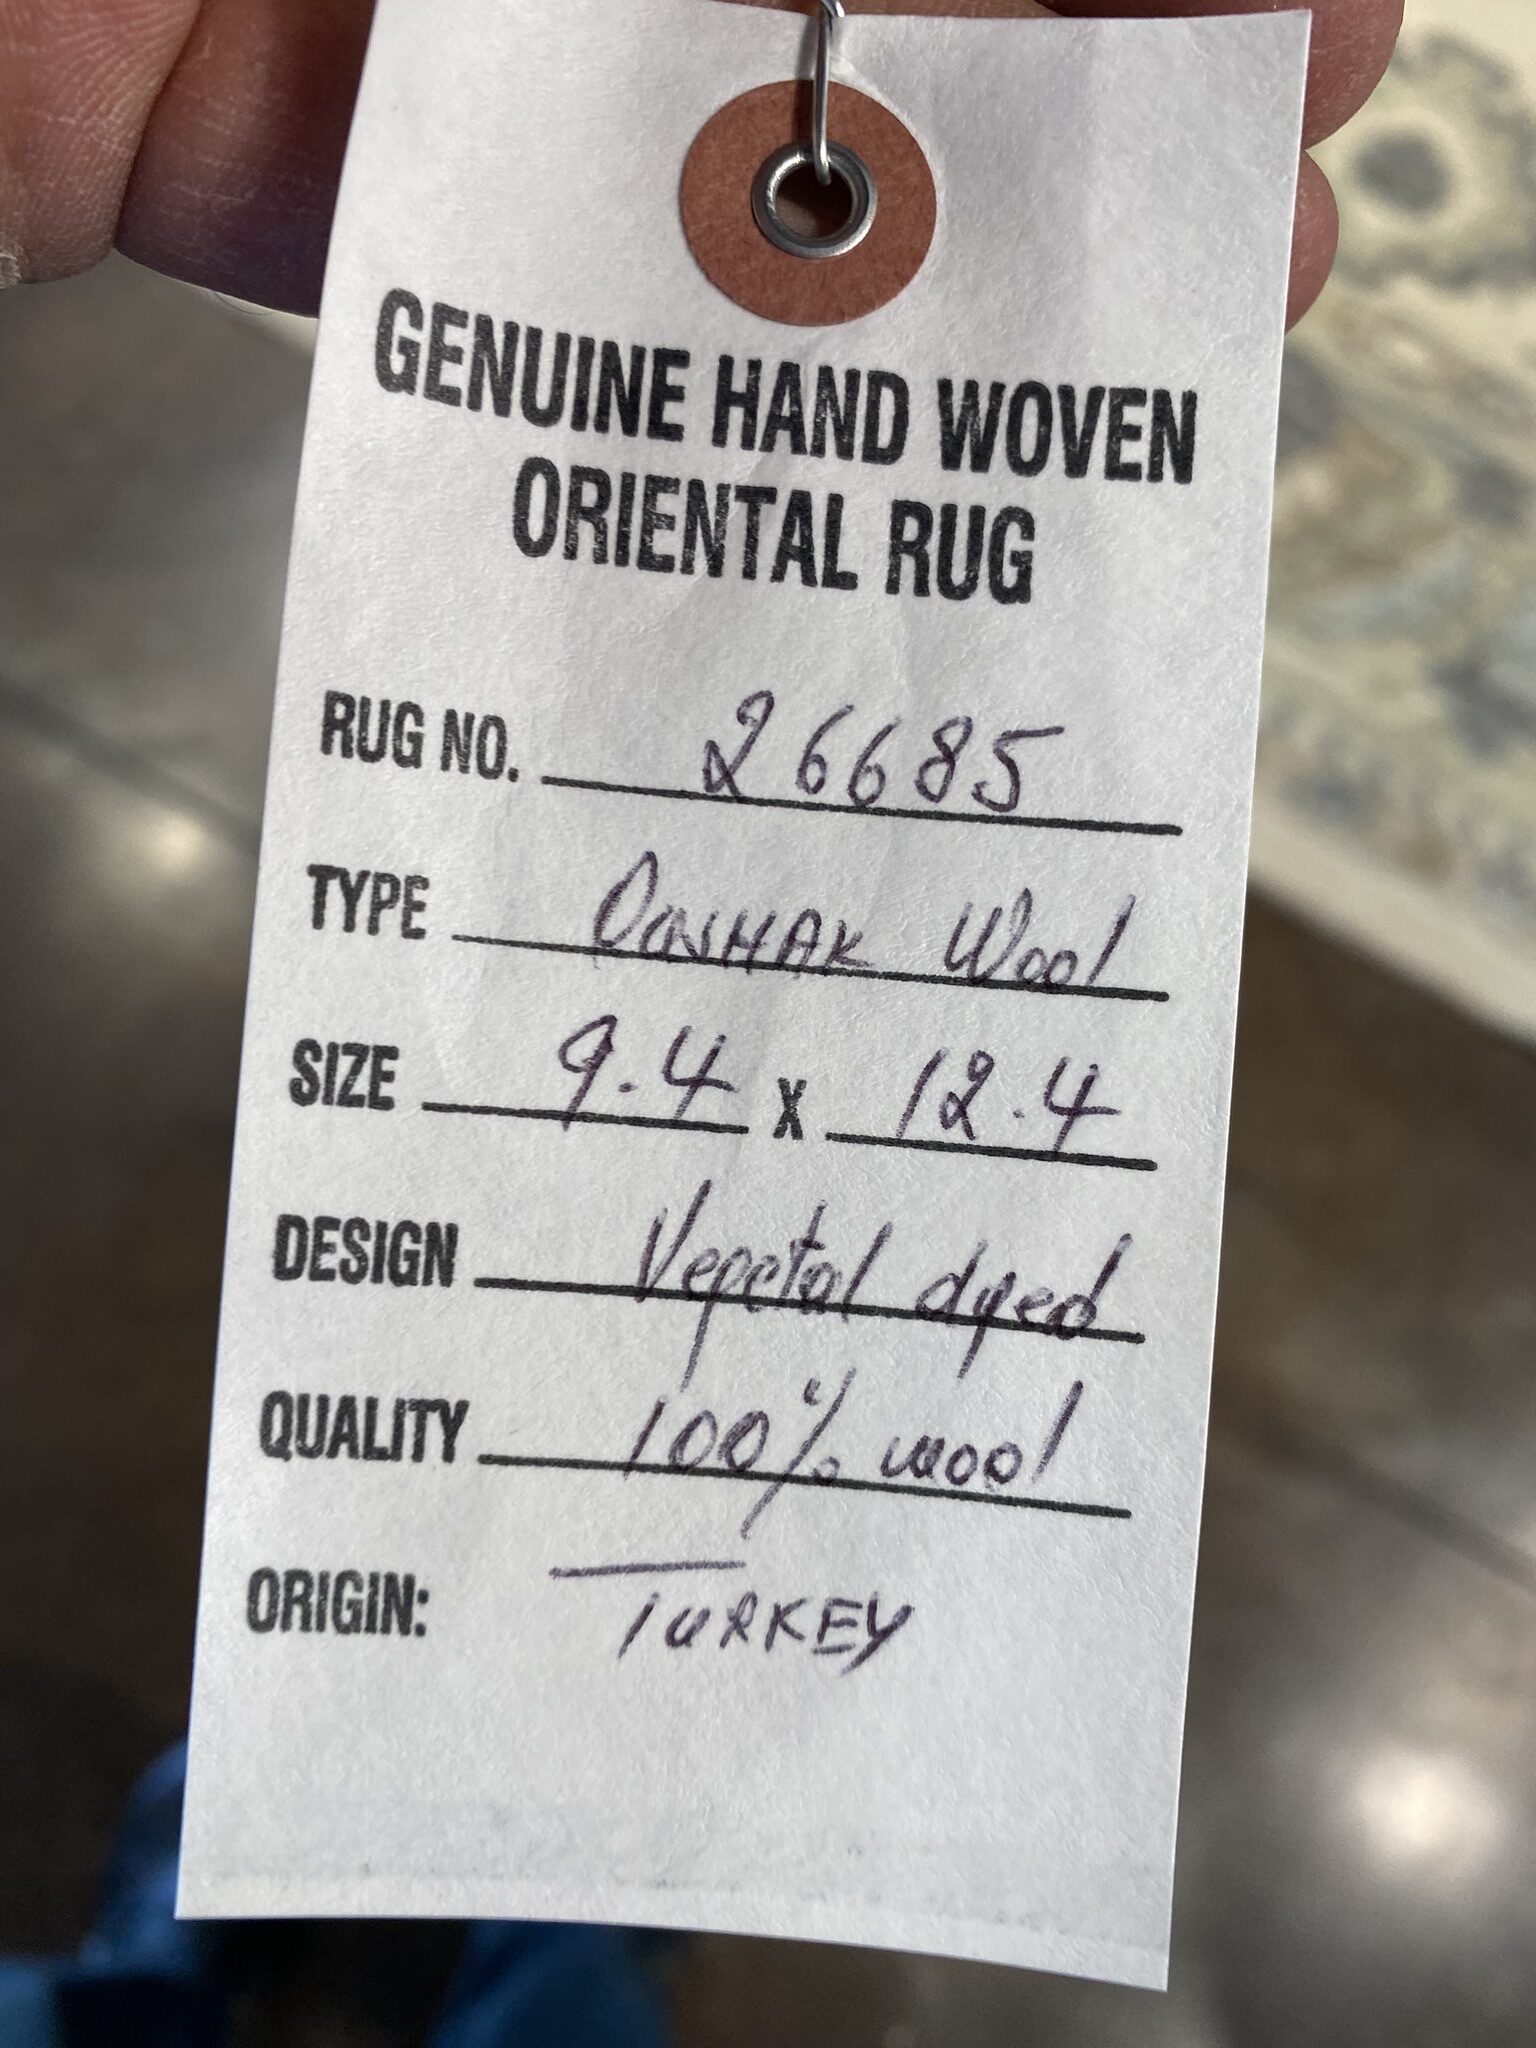 GENUINE HAND WOVEN
ORIENTAL RUG
RUG NO. 26685
TYPE Oushak Wool
SIZE 9.4 X 12.4
DESIGN Vegetal dyed
QUALITY 100% wool
ORIGIN: TURKEY